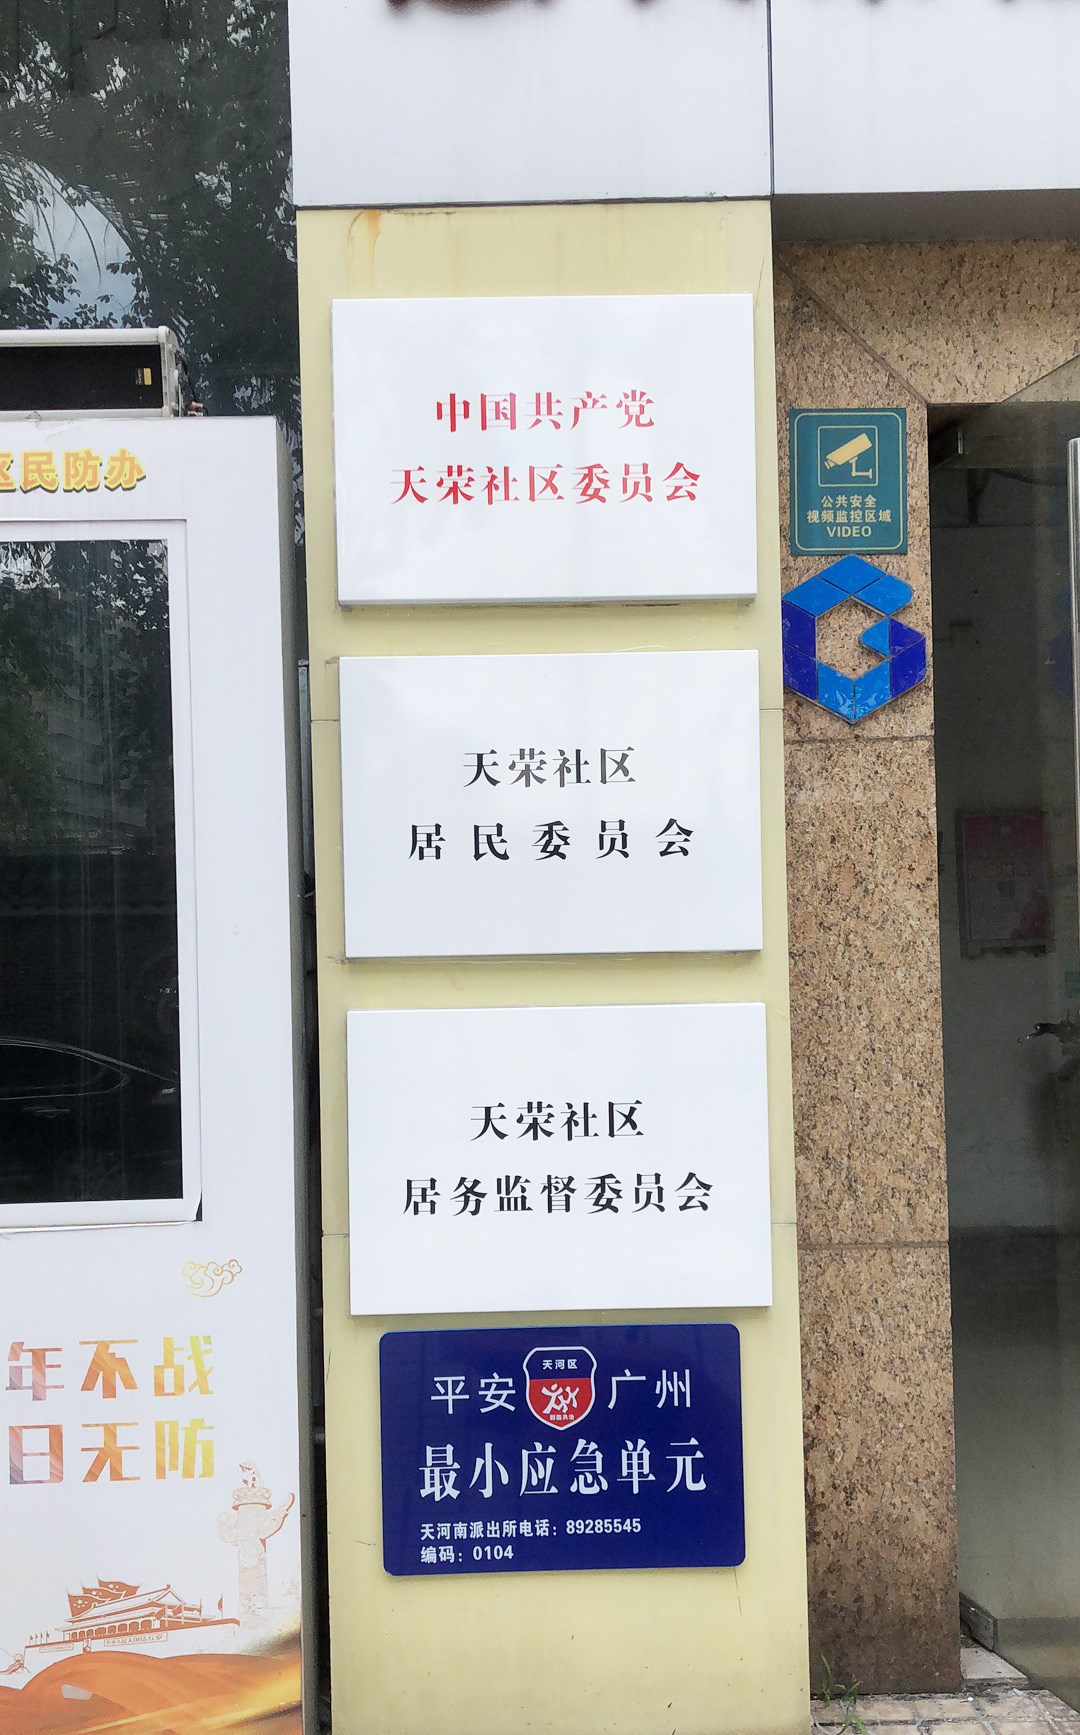 中国共产党
天荣社区委员会
公共安全
视频监控区域
VIDEO
天荣社区
居民委员会
天荣社区
居务监督委员会
天河区
平安 广州
最小应急单元
天河南派出所电话：89285545
编码：0104
区民防办
年不战
日无防